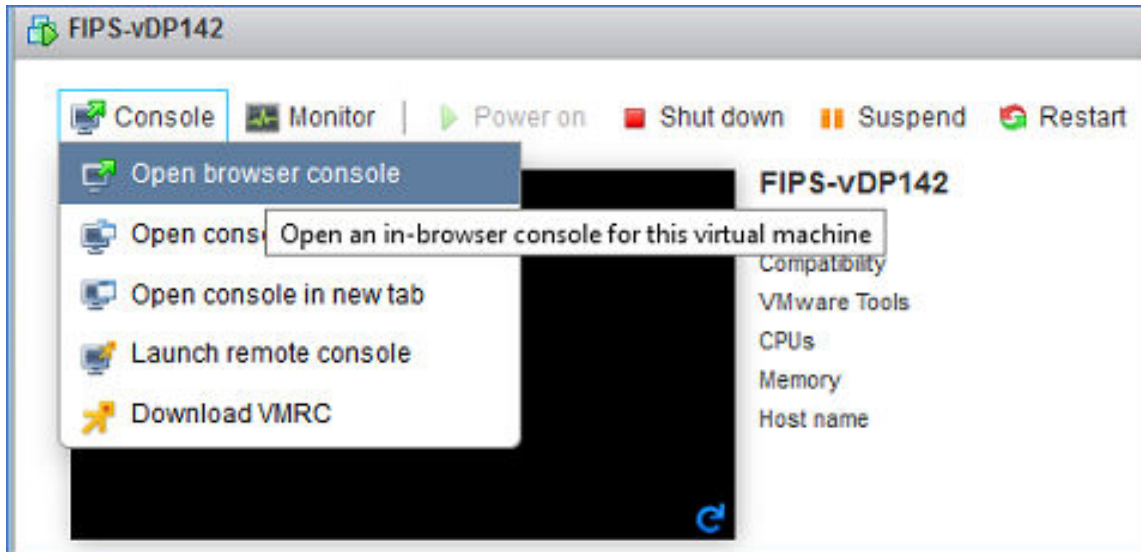 FIPS-vDP142
Console Monitor Power on Shut down Suspend Restart
Open browser console
FIPS-vDP142
Open cons
Open an in-browser console for this virtual machine
Compatibility
Open console in new tab
VMware Tools
CPUs
Launch remote console
Memory
Download VMRC
Host name